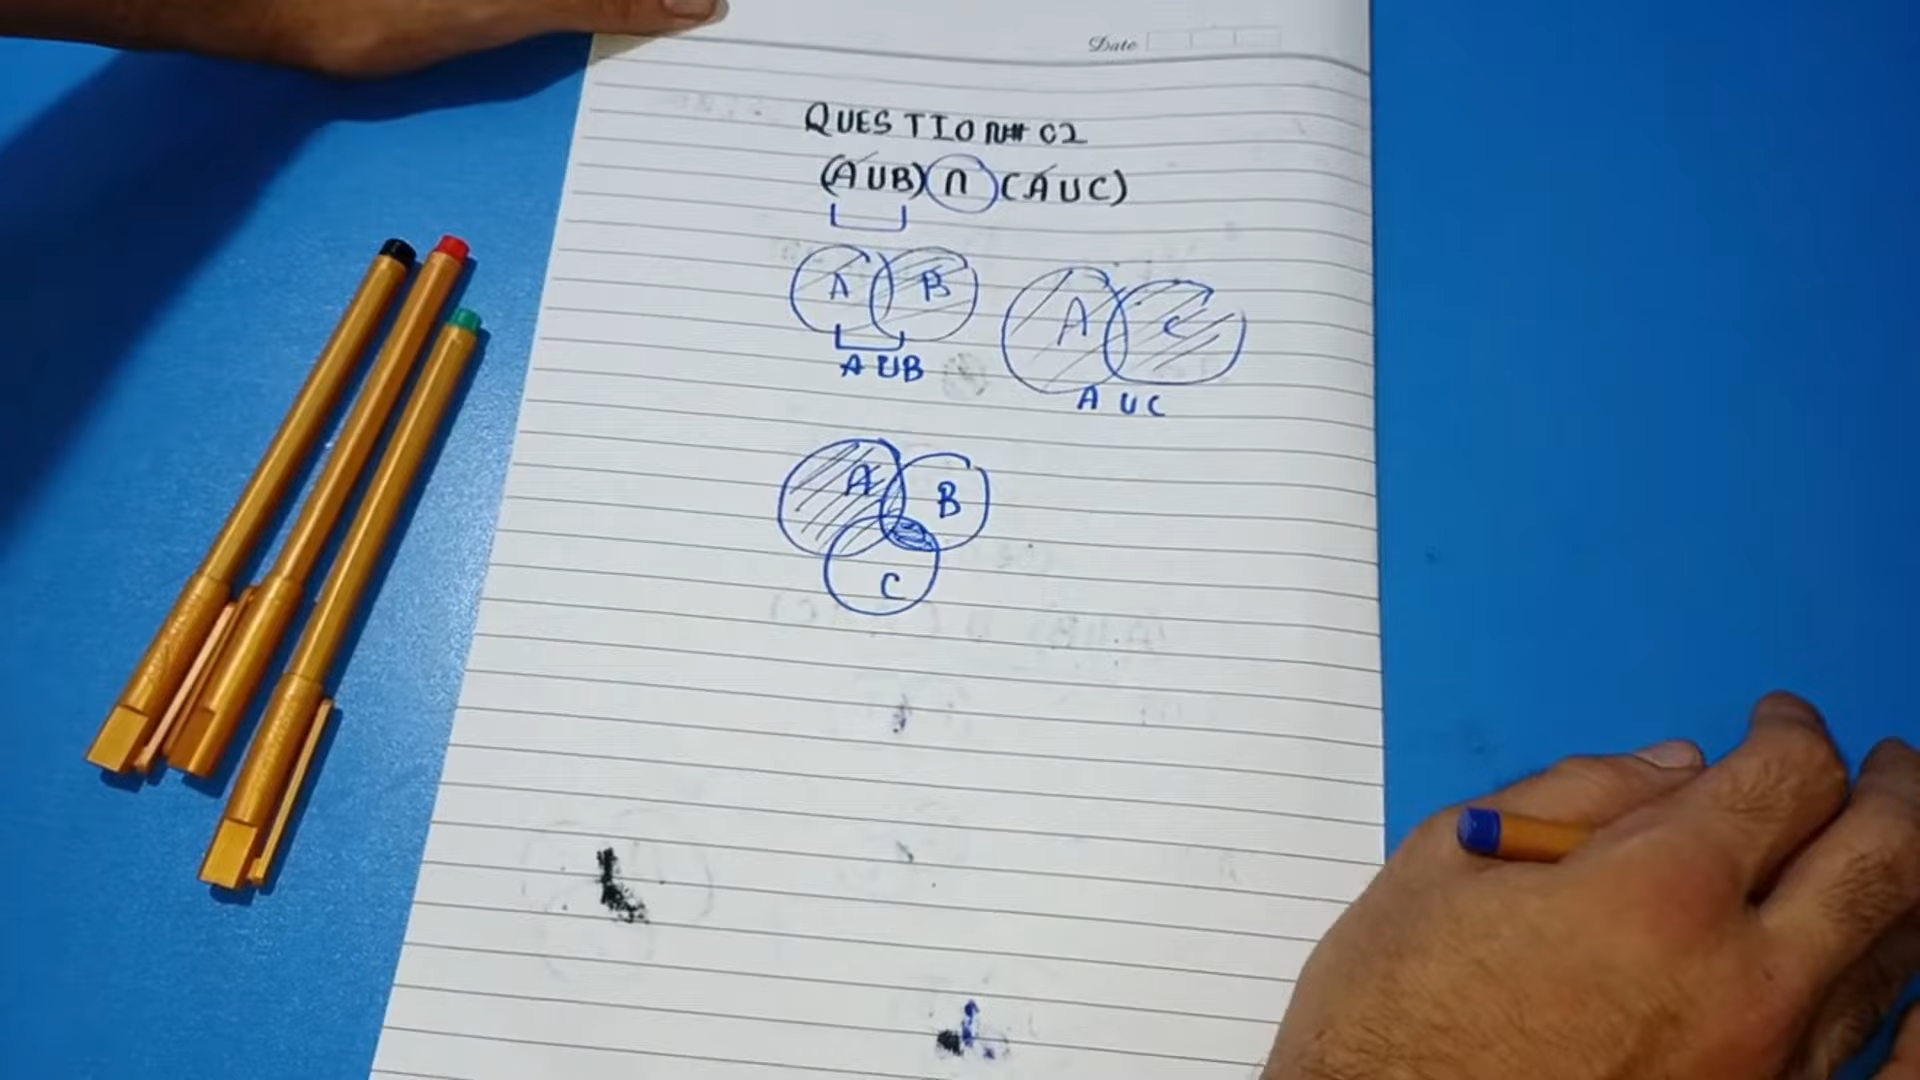 Date
QUESTION# 02
(AUB) ∩ (AUC)
A B
A C
AUB
AUC
A
B
C